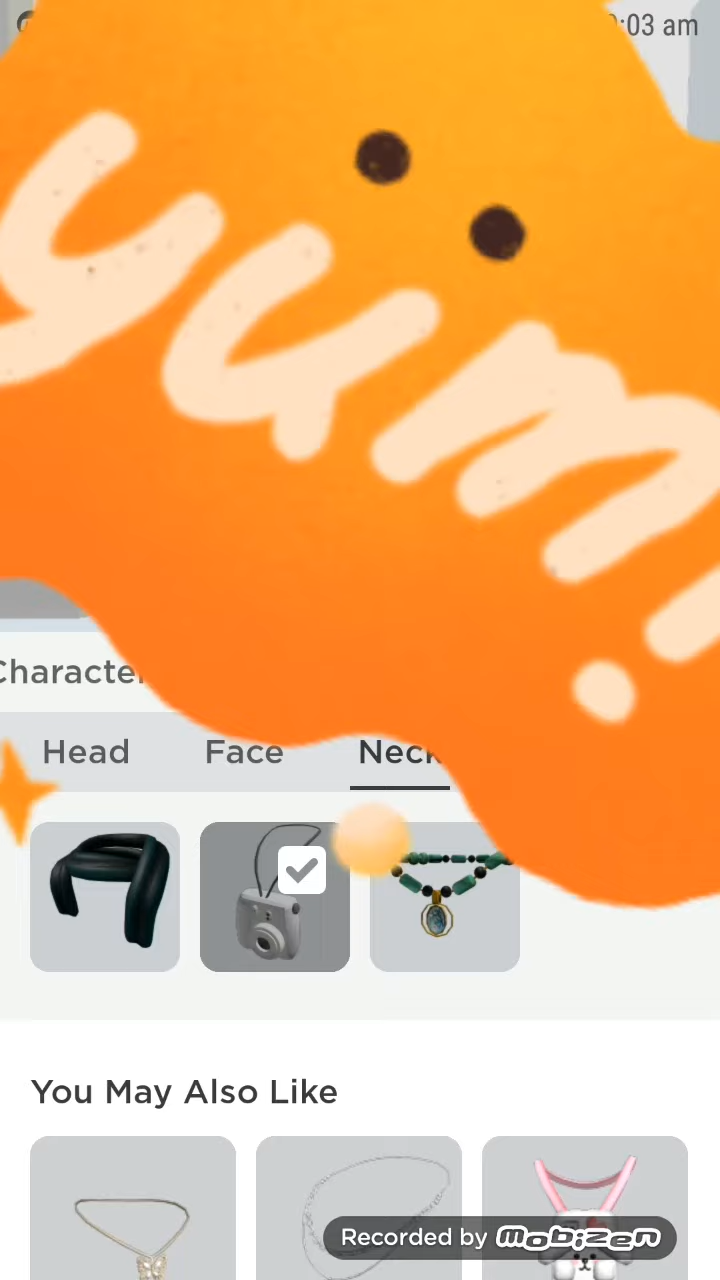 :03 am
yum!
Character
Head Face Neck
You May Also Like
Recorded by mobizen